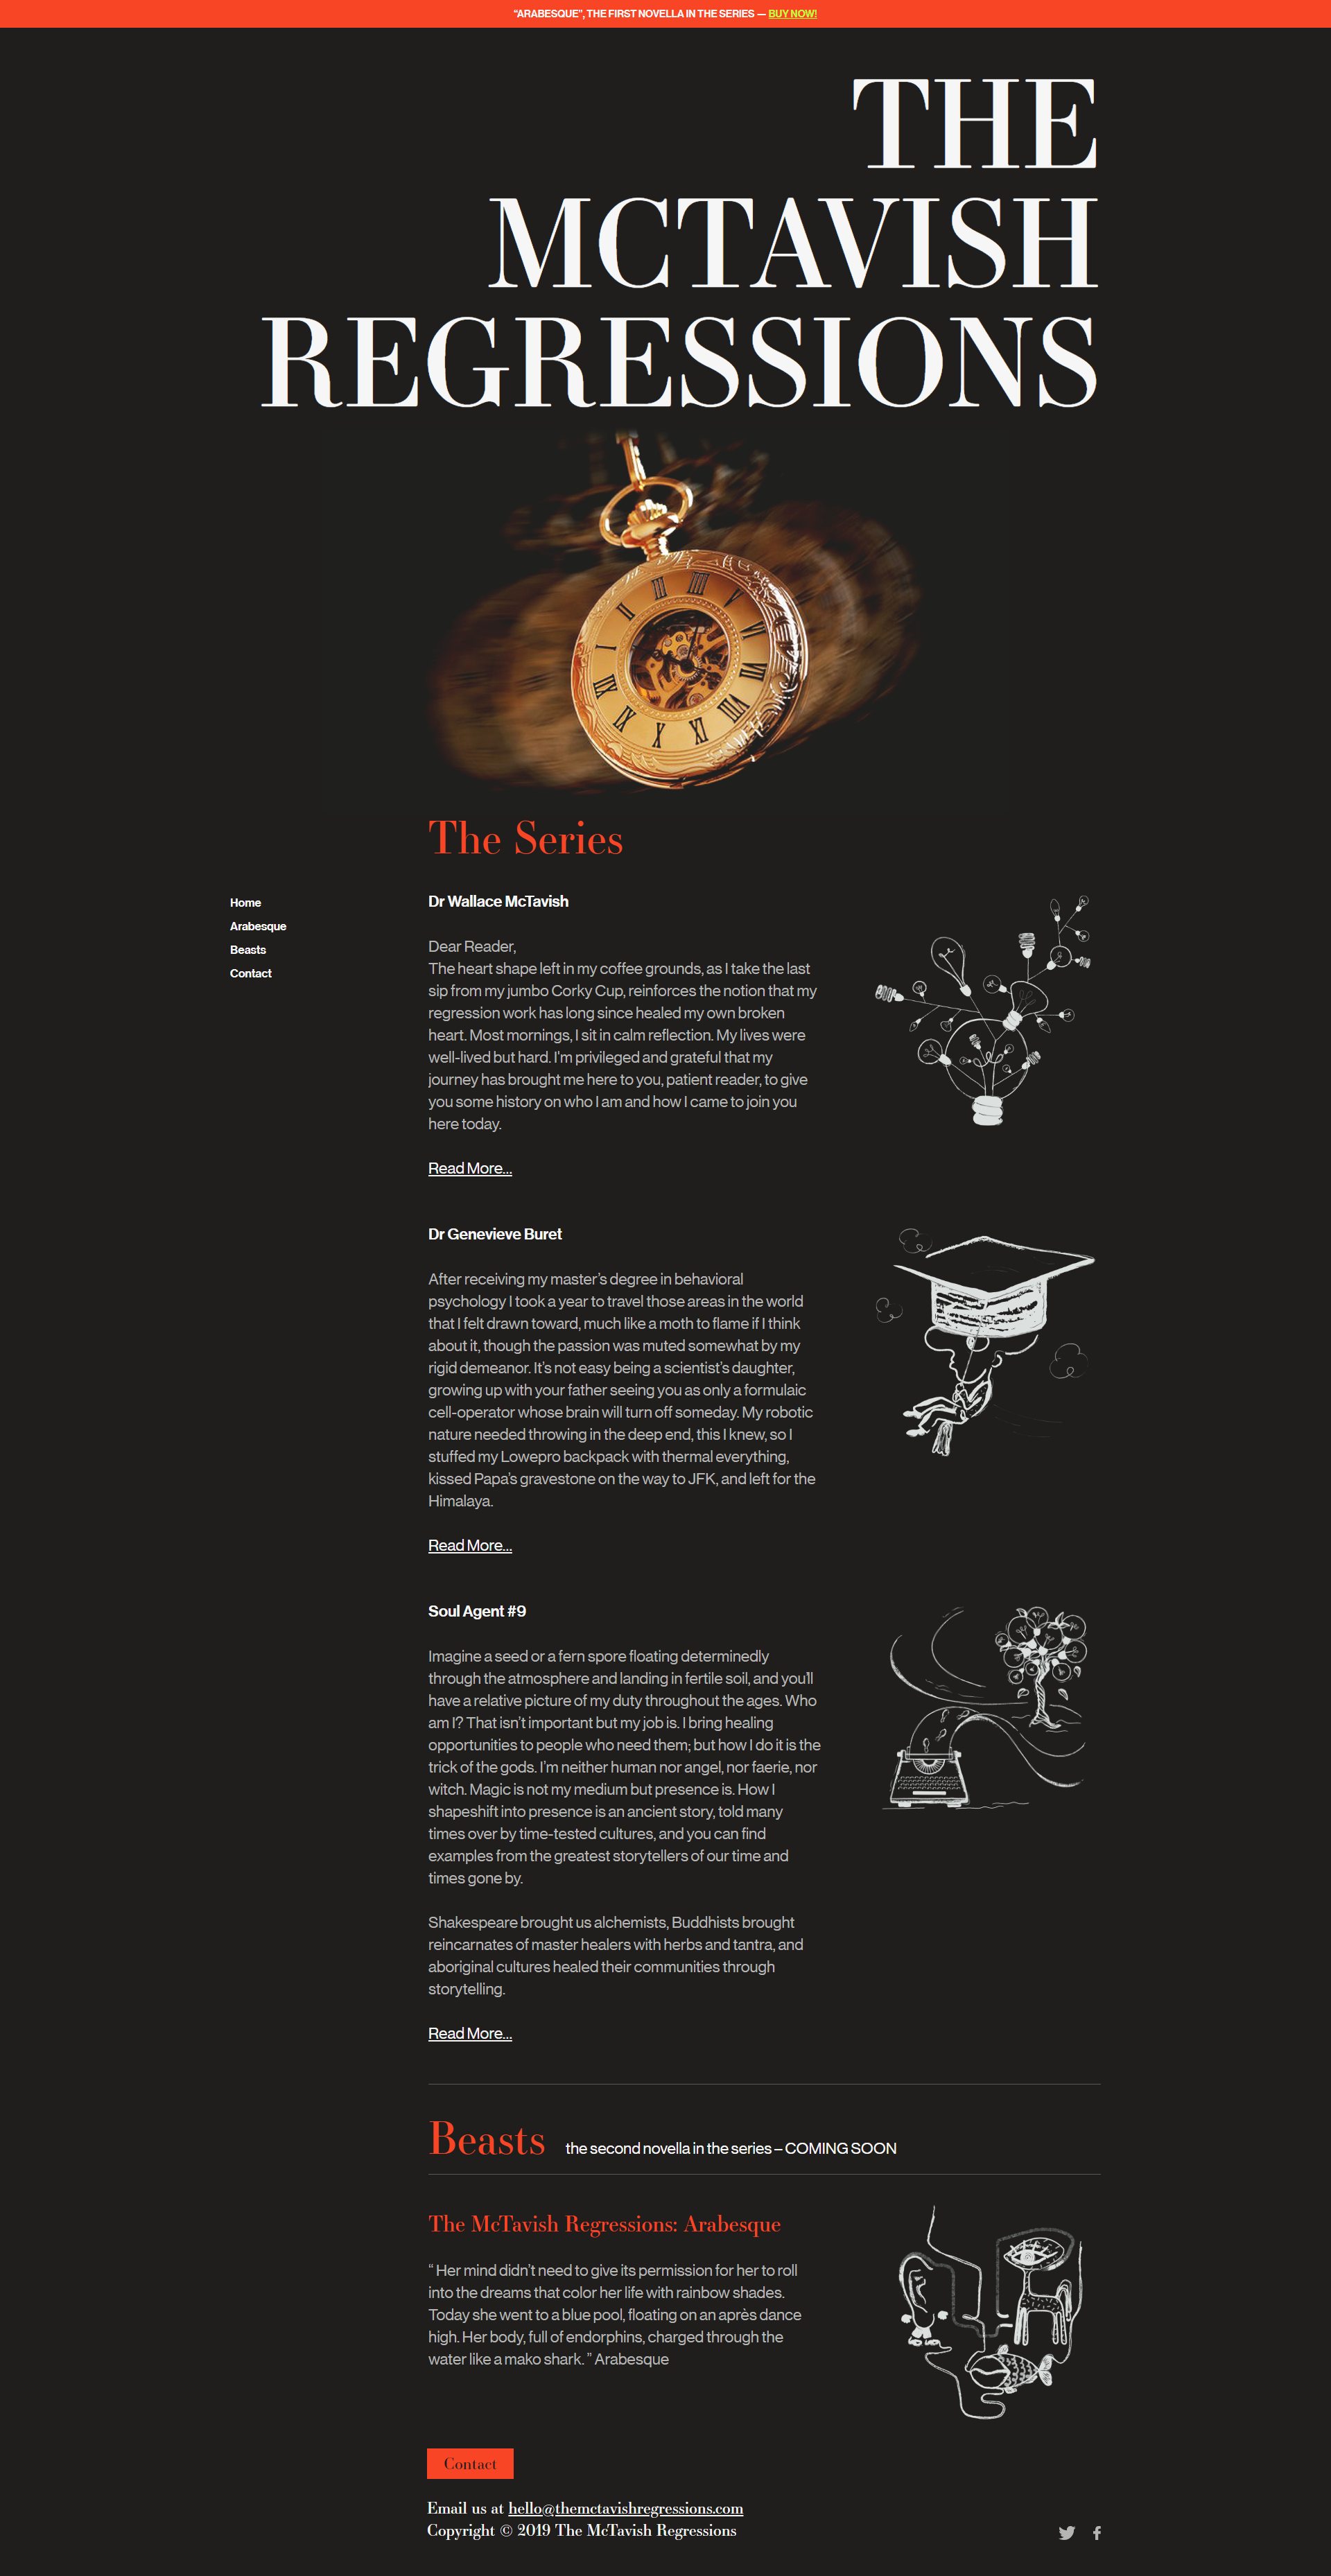 “ARABESQUE”, THE FIRST NOVELLA IN THE SERIES — BUY NOW!
THE
MCTAVISH
REGRESSIONS
The Series
Home
Arabesque
Beasts
Contact
Dr Wallace McTavish
Dear Reader,
The heart shape left in my coffee grounds, as I take the last
sip from my jumbo Corky Cup, reinforces the notion that my
regression work has long since healed my own broken
heart. Most mornings, I sit in calm reflection. My lives were
well-lived but hard. I’m privileged and grateful that my
journey has brought me here to you, patient reader, to give
you some history on who I am and how I came to join you
here today.
Read More...
Dr Genevieve Buret
After receiving my master’s degree in behavioral
psychology I took a year to travel those areas in the world
that I felt drawn toward, much like a moth to flame if I think
about it, though the passion was muted somewhat by my
rigid demeanor. It’s not easy being a scientist’s daughter,
growing up with your father seeing you as only a formulaic
cell-operator whose brain will turn off someday. My robotic
nature needed throwing in the deep end, this I knew, so I
stuffed my Lowepro backpack with thermal everything,
kissed Papa’s gravestone on the way to JFK, and left for the
Himalaya.
Read More...
Soul Agent #9
Imagine a seed or a fern spore floating determinedly
through the atmosphere and landing in fertile soil, and you’ll
have a relative picture of my duty throughout the ages. Who
am I? That isn’t important but my job is. I bring healing
opportunities to people who need them; but how I do it is the
trick of the gods. I’m neither human nor angel, nor faerie, nor
witch. Magic is not my medium but presence is. How I
shapeshift into presence is an ancient story, told many
times over by time-tested cultures, and you can find
examples from the greatest storytellers of our time and
times gone by.
Shakespeare brought us alchemists, Buddhists brought
reincarnates of master healers with herbs and tantra, and
aboriginal cultures healed their communities through
storytelling.
Read More...
Beasts the second novella in the series – COMING SOON
The McTavish Regressions: Arabesque
“ Her mind didn’t need to give its permission for her to roll
into the dreams that color her life with rainbow shades.
Today she went to a blue pool, floating on an après dance
high. Her body, full of endorphins, charged through the
water like a mako shark. ” Arabesque
Contact
Email us at hello@themctavishregressions.com
Copyright © 2019 The McTavish Regressions